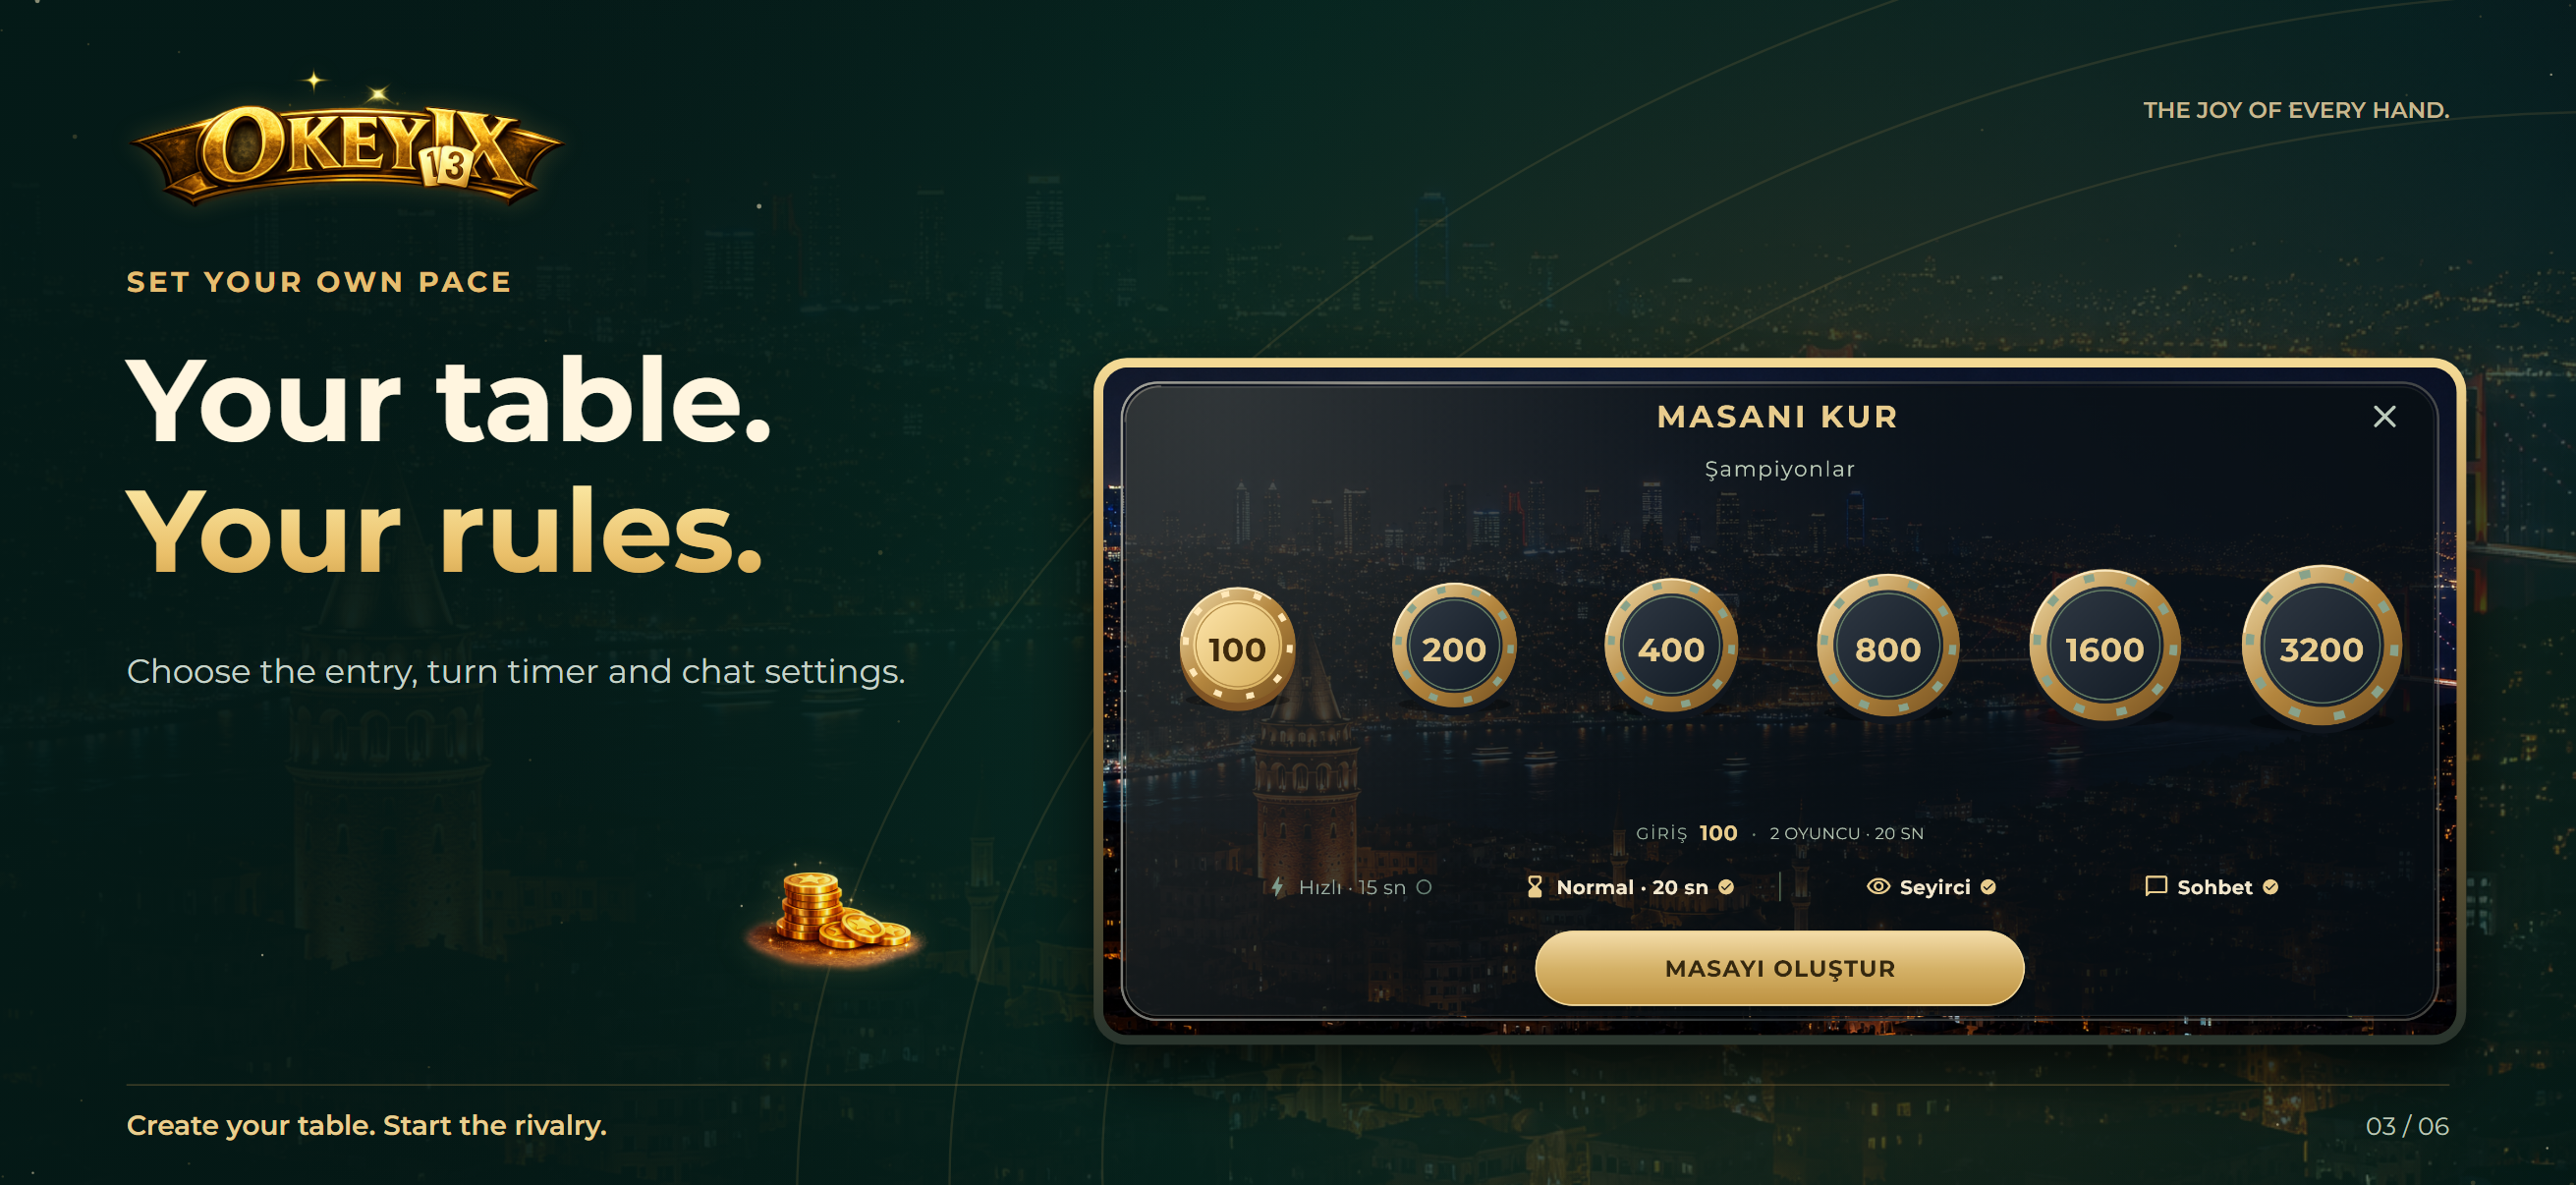 OKEYIX
13
THE JOY OF EVERY HAND.
SET YOUR OWN PACE
Your table.
Your rules.
Choose the entry, turn timer and chat settings.
MASANI KUR
Şampiyonlar
100
200
400
800
1600
3200
GİRİŞ 100 · 2 OYUNCU · 20 SN
Hızlı · 15 sn
Normal · 20 sn
Seyirci
Sohbet
MASAYI OLUŞTUR
Create your table. Start the rivalry.
03 / 06